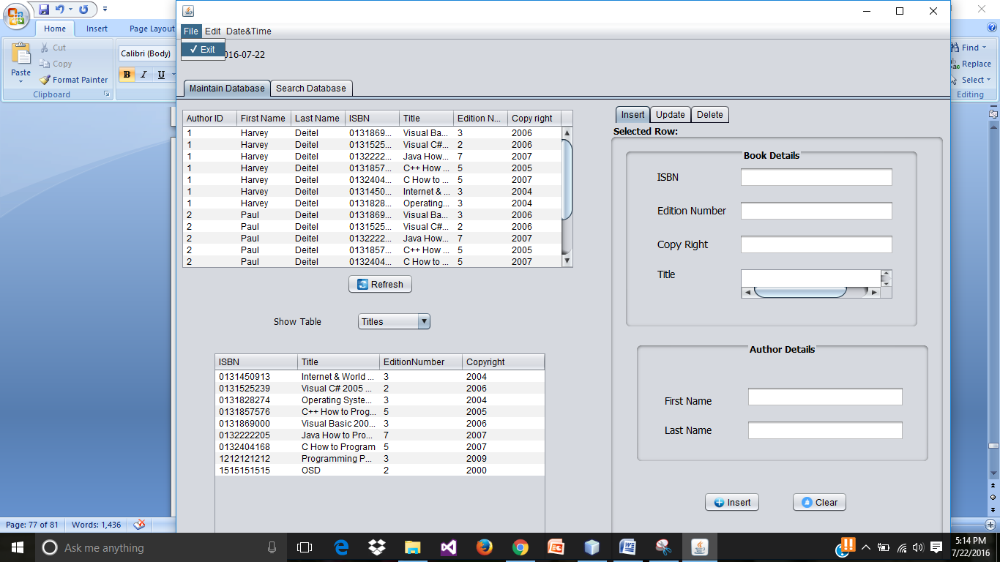 Home Insert Page Layout
Cut
Copy
Format Painter
Paste
Clipboard
Calibri (Body)
B I U
Find
Replace
Select
Editing
File Edit Date&Time
Exit
016-07-22
Maintain Database Search Database
Author ID First Name Last Name ISBN Title Edition N... Copy right
1 Harvey Deitel 0131869... Visual Ba... 3 2006
1 Harvey Deitel 0131525... Visual C#... 2 2006
1 Harvey Deitel 0132222... Java How... 7 2007
1 Harvey Deitel 0131857... C++ How ... 5 2005
1 Harvey Deitel 0132404... C How to ... 5 2007
1 Harvey Deitel 0131450... Internet & ... 3 2004
1 Harvey Deitel 0131828... Operating... 3 2004
2 Paul Deitel 0131869... Visual Ba... 3 2006
2 Paul Deitel 0131525... Visual C#... 2 2006
2 Paul Deitel 0132222... Java How... 7 2007
2 Paul Deitel 0131857... C++ How ... 5 2005
2 Paul Deitel 0132404... C How to ... 5 2007
Refresh
Show Table Titles
ISBN Title EditionNumber Copyright
0131450913 Internet & World ... 3 2004
0131525239 Visual C# 2005 ... 2 2006
0131828274 Operating Syste... 3 2004
0131857576 C++ How to Prog... 5 2005
0131869000 Visual Basic 200... 3 2006
0132222205 Java How to Pro... 7 2007
0132404168 C How to Program 5 2007
1212121212 Programming P... 3 2009
1515151515 OSD 2 2000
Insert Update Delete
Selected Row:
Book Details
ISBN
Edition Number
Copy Right
Title
Author Details
First Name
Last Name
Insert Clear
Page: 77 of 81 Words: 1,436
Ask me anything
5:14 PM
7/22/2016